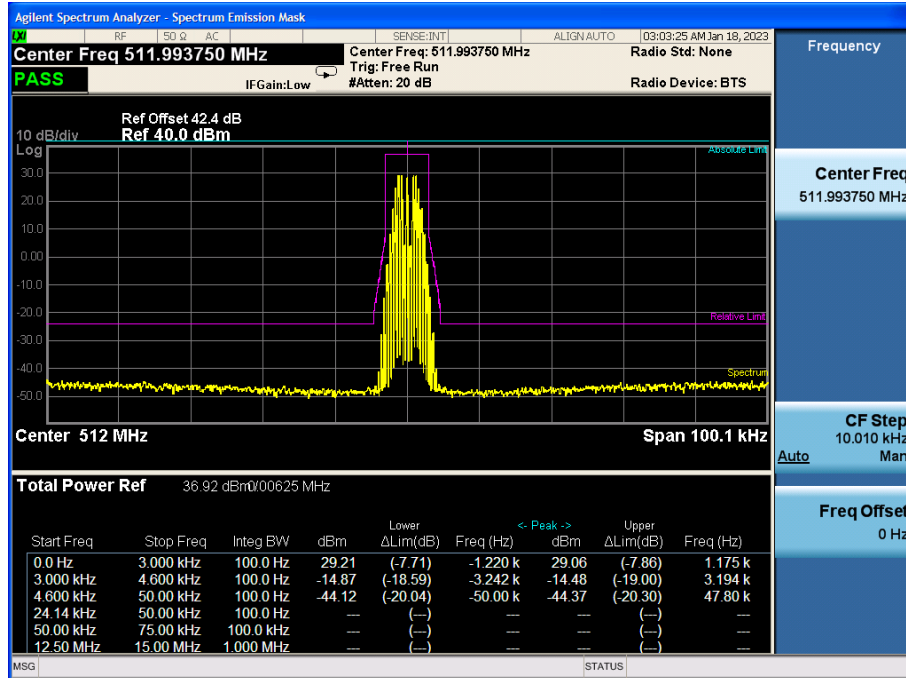 Agilent Spectrum Analyzer - Spectrum Emission Mask
LXI RF 50 Ω AC SENSE:INT ALIGN AUTO 03:03:25 AM Jan 18, 2023
Center Freq 511.993750 MHz
Center Freq: 511.993750 MHz Radio Std: None
Trig: Free Run
PASS IFGain:Low #Atten: 20 dB Radio Device: BTS
Frequency
Ref Offset 42.4 dB
10 dB/div Ref 40.0 dBm
Log
Absolute Limit
30.0
20.0
10.0
0.00
-10.0
-20.0
Relative Limit
-30.0
-40.0
Spectrum
-50.0
Center 512 MHz Span 100.1 kHz
Center Freq
511.993750 MHz
CF Step
10.010 kHz
Auto Man
Freq Offset
0 Hz
Total Power Ref 36.92 dBm/0.00625 MHz
Lower <- Peak -> Upper
Start Freq Stop Freq Integ BW dBm ΔLim(dB) Freq (Hz) dBm ΔLim(dB) Freq (Hz)
0.0 Hz 3.000 kHz 100.0 Hz 29.21 (-7.71) -1.220 k 29.06 (-7.86) 1.175 k
3.000 kHz 4.600 kHz 100.0 Hz -14.87 (-18.59) -3.242 k -14.48 (-19.00) 3.194 k
4.600 kHz 50.00 kHz 100.0 Hz -44.12 (-20.04) -50.00 k -44.37 (-20.30) 47.80 k
24.14 kHz 50.00 kHz 100.0 Hz --- (---) --- --- (---) ---
50.00 kHz 75.00 kHz 100.0 kHz --- (---) --- --- (---) ---
12.50 MHz 15.00 MHz 1.000 MHz --- (---) --- --- (---) ---
MSG STATUS